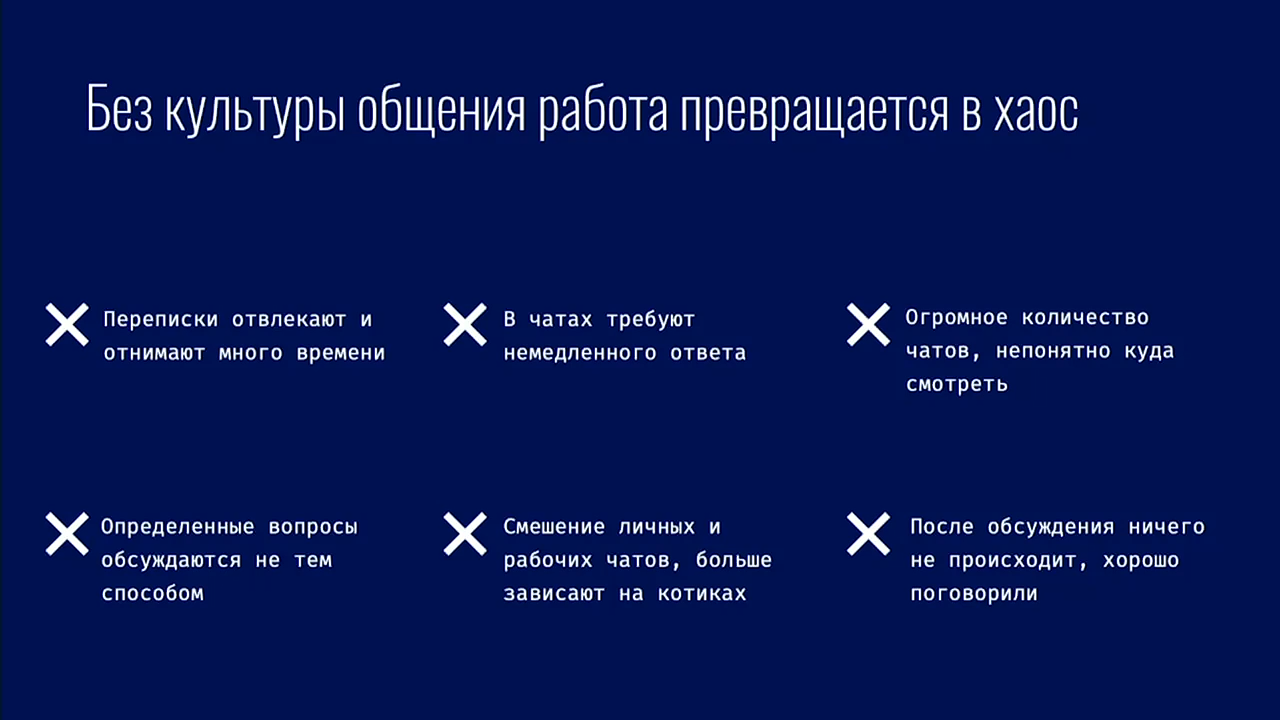 Без культуры общения работа превращается в хаос
Переписки отвлекают и
отнимают много времени
В чатах требуют
немедленного ответа
Огромное количество
чатов, непонятно куда
смотреть
Определенные вопросы
обсуждаются не тем
способом
Смешение личных и
рабочих чатов, больше
зависают на котиках
После обсуждения ничего
не происходит, хорошо
поговорили